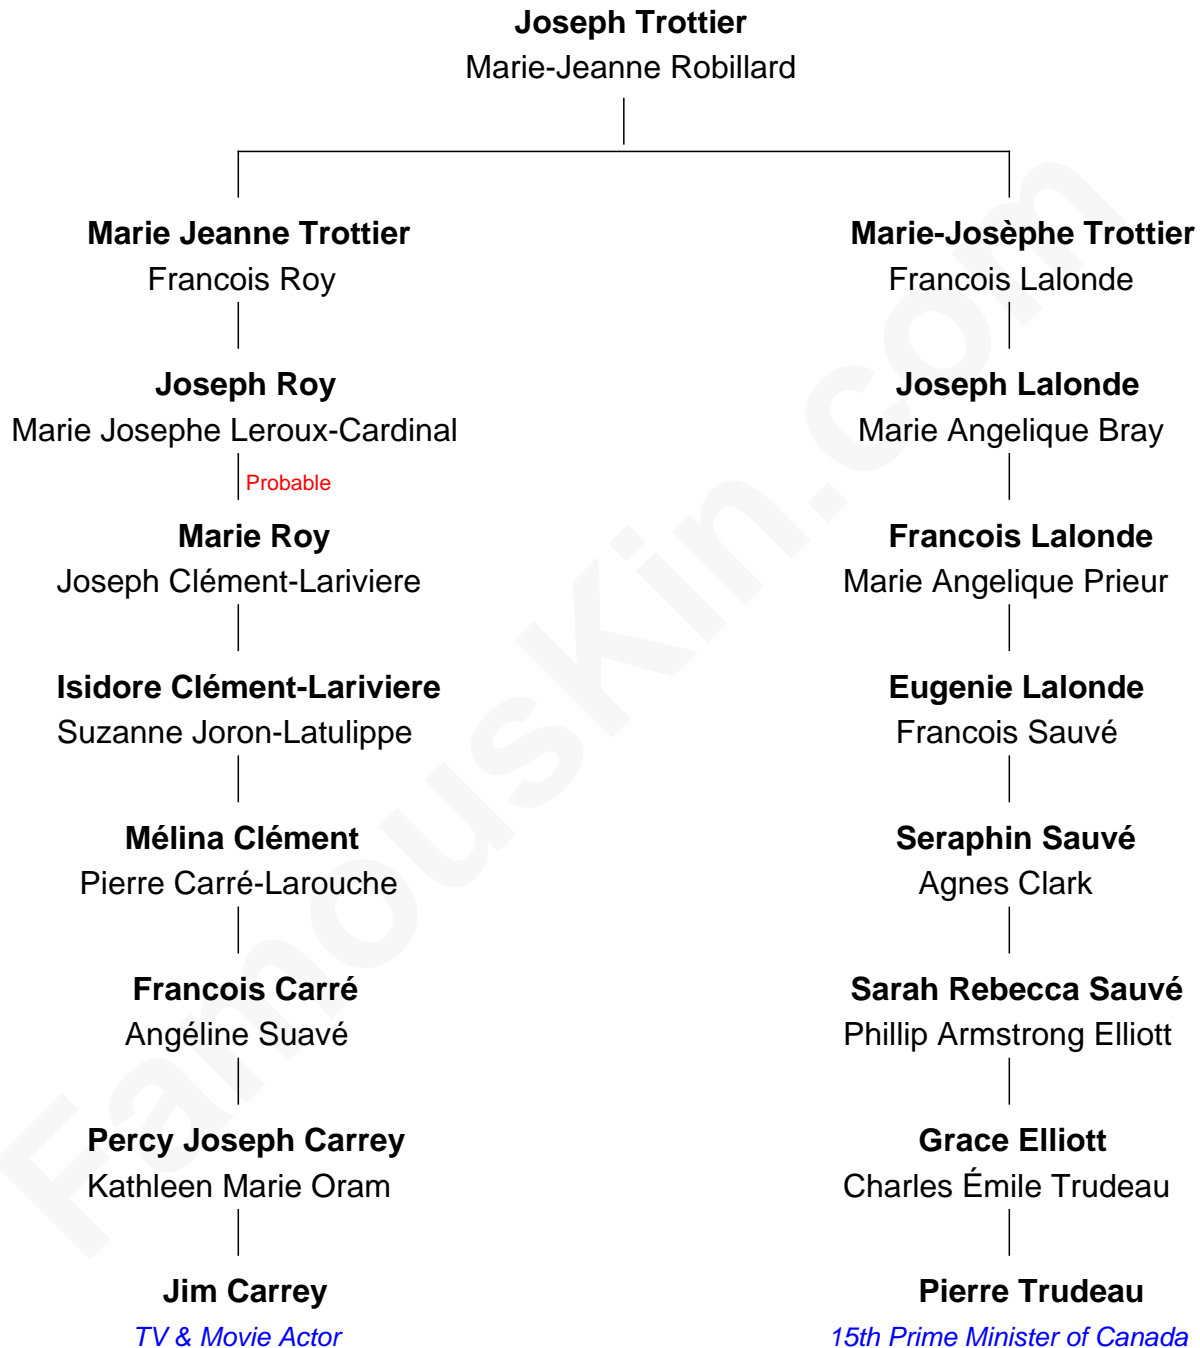 Joseph Trottier
Marie-Jeanne Robillard
Marie Jeanne Trottier
Francois Roy
Joseph Roy
Marie Josephe Leroux-Cardinal
Probable
Marie Roy
Joseph Clément-Lariviere
Isidore Clément-Lariviere
Suzanne Joron-Latulippe
Mélina Clément
Pierre Carré-Larouche
Francois Carré
Angéline Suavé
Percy Joseph Carrey
Kathleen Marie Oram
Jim Carrey
TV & Movie Actor
Marie-Josèphe Trottier
Francois Lalonde
Joseph Lalonde
Marie Angelique Bray
Francois Lalonde
Marie Angelique Prieur
Eugenie Lalonde
Francois Sauvé
Seraphin Sauvé
Agnes Clark
Sarah Rebecca Sauvé
Phillip Armstrong Elliott
Grace Elliott
Charles Émile Trudeau
Pierre Trudeau
15th Prime Minister of Canada
FamousKin.com